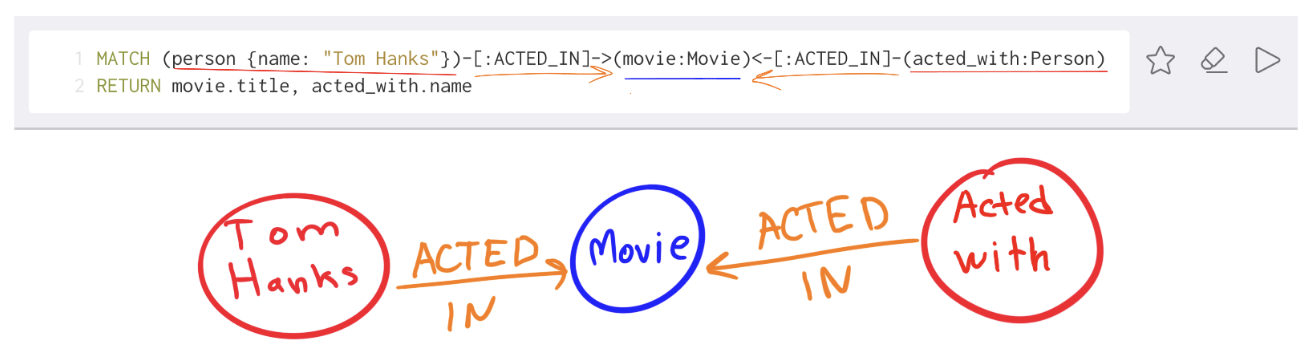 1 MATCH (person {name: "Tom Hanks"})-[:ACTED_IN]->(movie:Movie)<-[:ACTED_IN]-(acted_with:Person)
2 RETURN movie.title, acted_with.name
Tom
Hanks
ACTED
IN
Movie
ACTED
IN
Acted
with